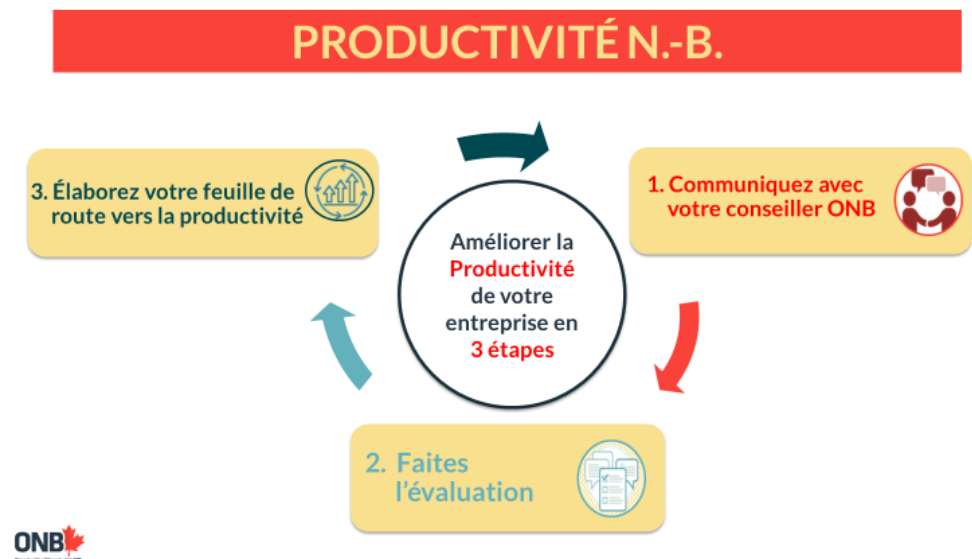 PRODUCTIVITÉ N.-B.
1. Communiquez avec
votre conseiller ONB
2. Faites
l’évaluation
3. Élaborez votre feuille de
route vers la productivité
Améliorer la
Productivité
de votre
entreprise en
3 étapes
ONB